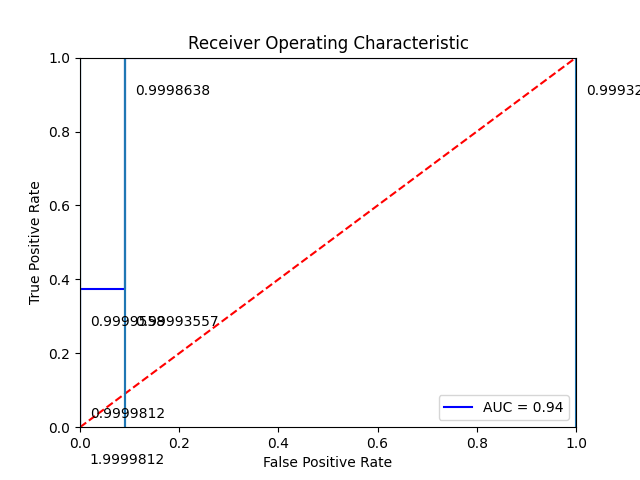 Receiver Operating Characteristic
1.0
0.9998638
0.99932
0.8
0.6
True Positive Rate
0.4
0.99993557
0.2
0.9999812
AUC = 0.94
0.0
0.0 0.2 0.4 0.6 0.8 1.0
1.9999812
False Positive Rate